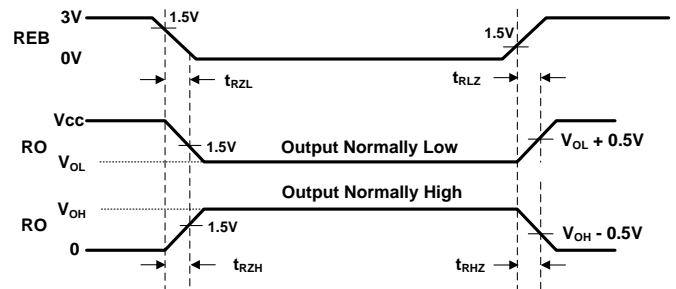 3V
1.5V
1.5V
REB
0V
tRZL
tRLZ
Vcc
RO
1.5V
Output Normally Low
VOL + 0.5V
VOL
Output Normally High
VOH
RO
1.5V
VOH - 0.5V
0
tRZH
tRHZ